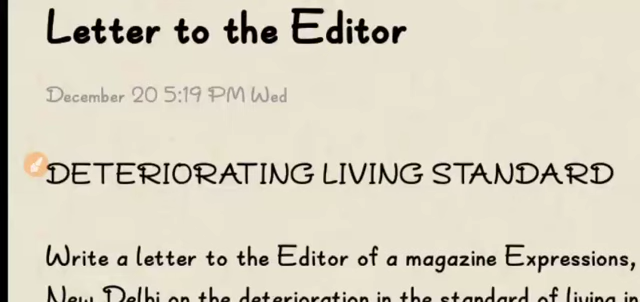 Letter to the Editor
December 20 5:19 PM Wed
DETERIORATING LIVING STANDARD
Write a letter to the Editor of a magazine Expressions,
New Delhi on the deterioration in the standard of living in